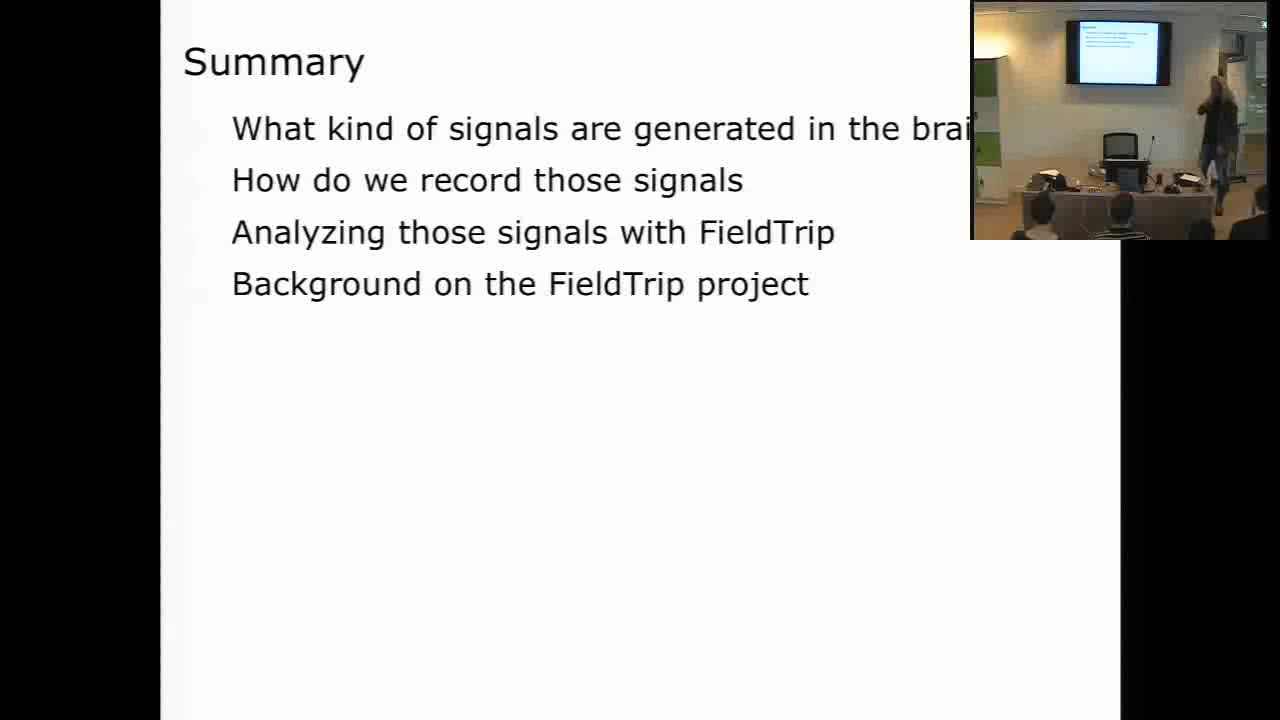 Summary
What kind of signals are generated in the brai
How do we record those signals
Analyzing those signals with FieldTrip
Background on the FieldTrip project